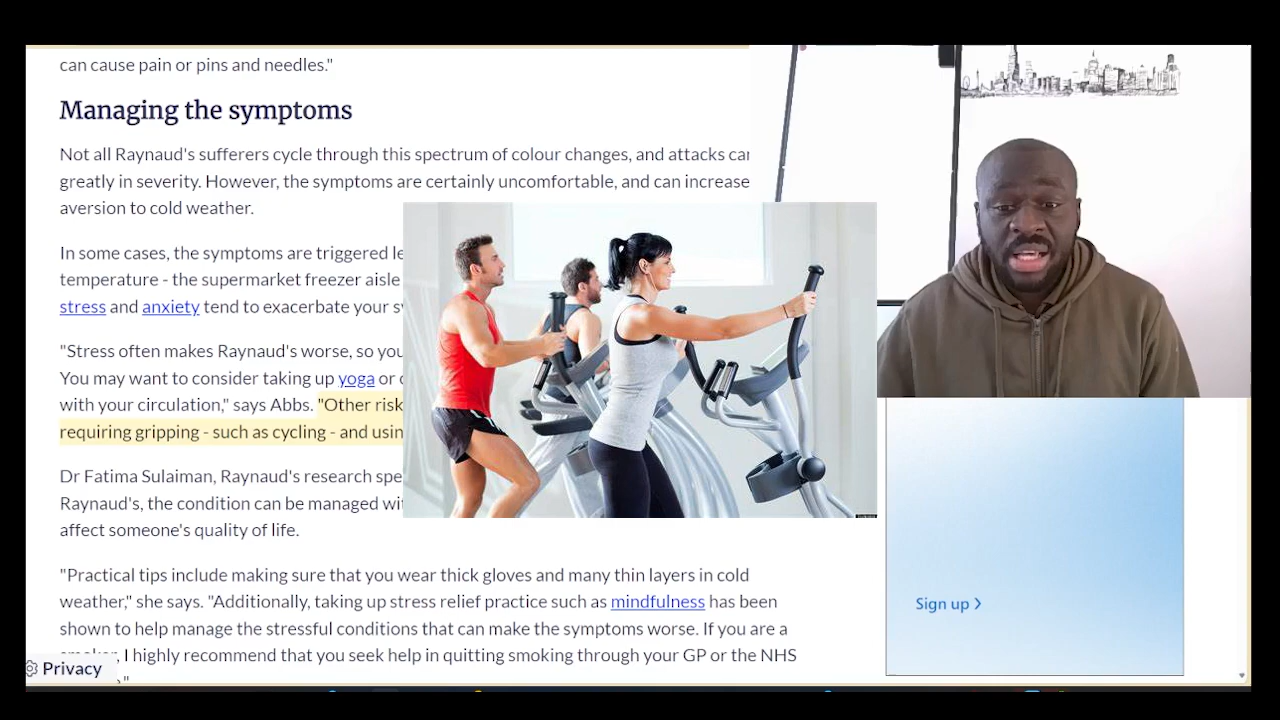 can cause pain or pins and needles."
Managing the symptoms
Not all Raynaud's sufferers cycle through this spectrum of colour changes, and attacks can
greatly in severity. However, the symptoms are certainly uncomfortable, and can increase
aversion to cold weather.
In some cases, the symptoms are triggered
temperature - the supermarket freezer aisle
stress and anxiety tend to exacerbate your
"Stress often makes Raynaud's worse, so you
You may want to consider taking up yoga or
with your circulation," says Abbs. "Other risk
requiring gripping - such as cycling - and
Dr Fatima Sulaiman, Raynaud's research
Raynaud's, the condition can be managed
affect someone's quality of life.
"Practical tips include making sure that you wear thick gloves and many thin layers in cold
weather," she says. "Additionally, taking up stress relief practice such as mindfulness has been
shown to help manage the stressful conditions that can make the symptoms worse. If you are a
I highly recommend that you seek help in quitting smoking through your GP or the NHS
Privacy
Sign up >